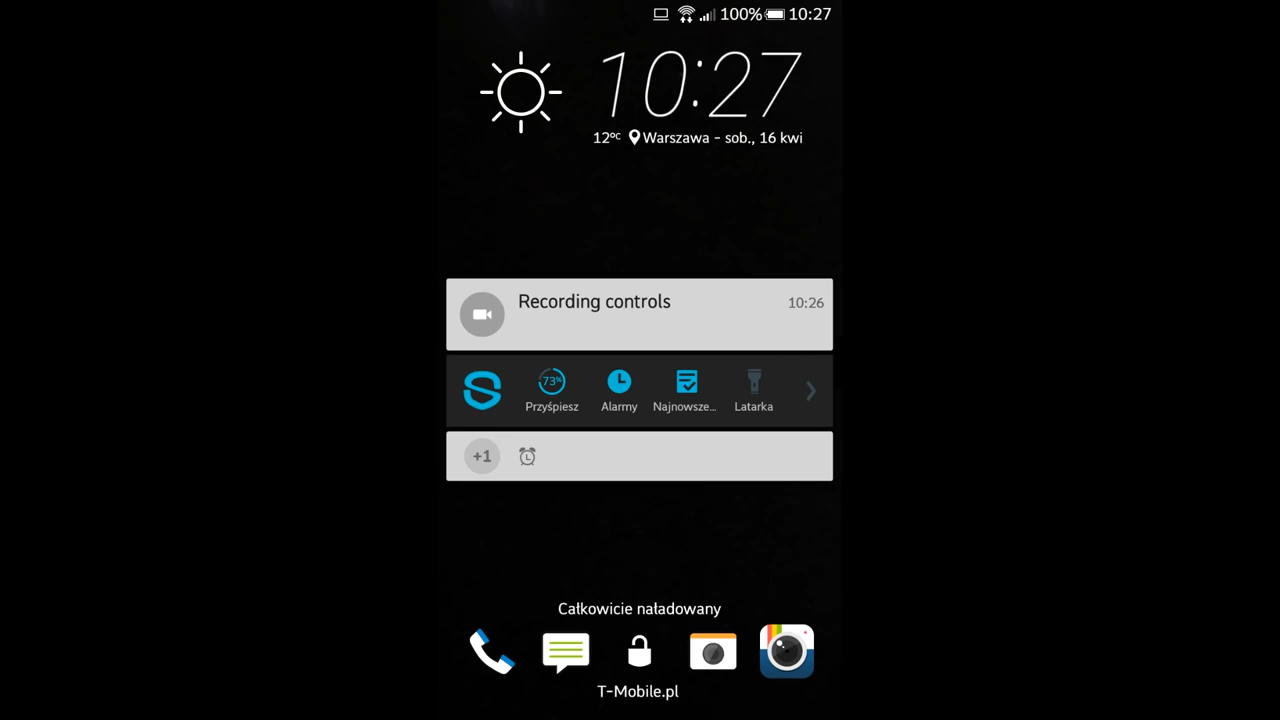 100% 10:27
10:27
12°C Warszawa - sob., 16 kwi
Recording controls 10:26
73%
Przyśpiesz Alarmy Najnowsze... Latarka
+1
Całkowicie naładowany
T-Mobile.pl